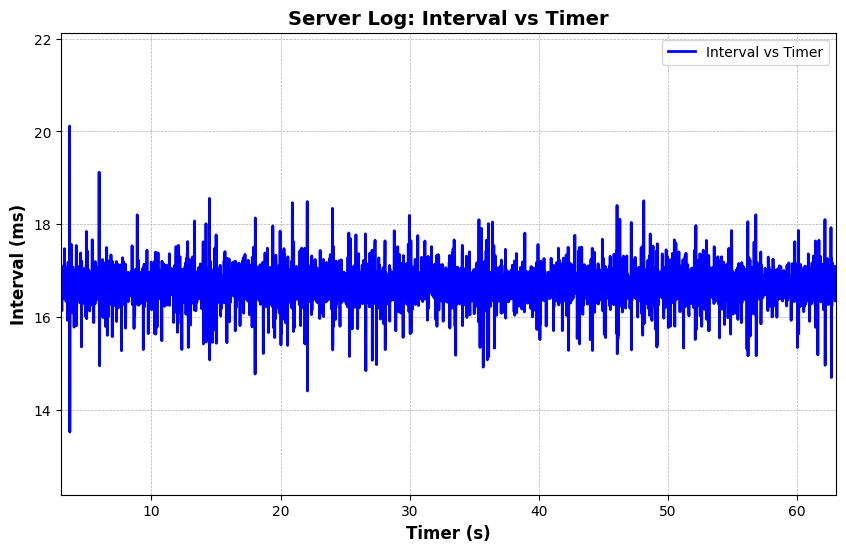 Server Log: Interval vs Timer
Interval vs Timer
22
20
18
16
14
Interval (ms)
10
20
30
40
50
60
Timer (s)